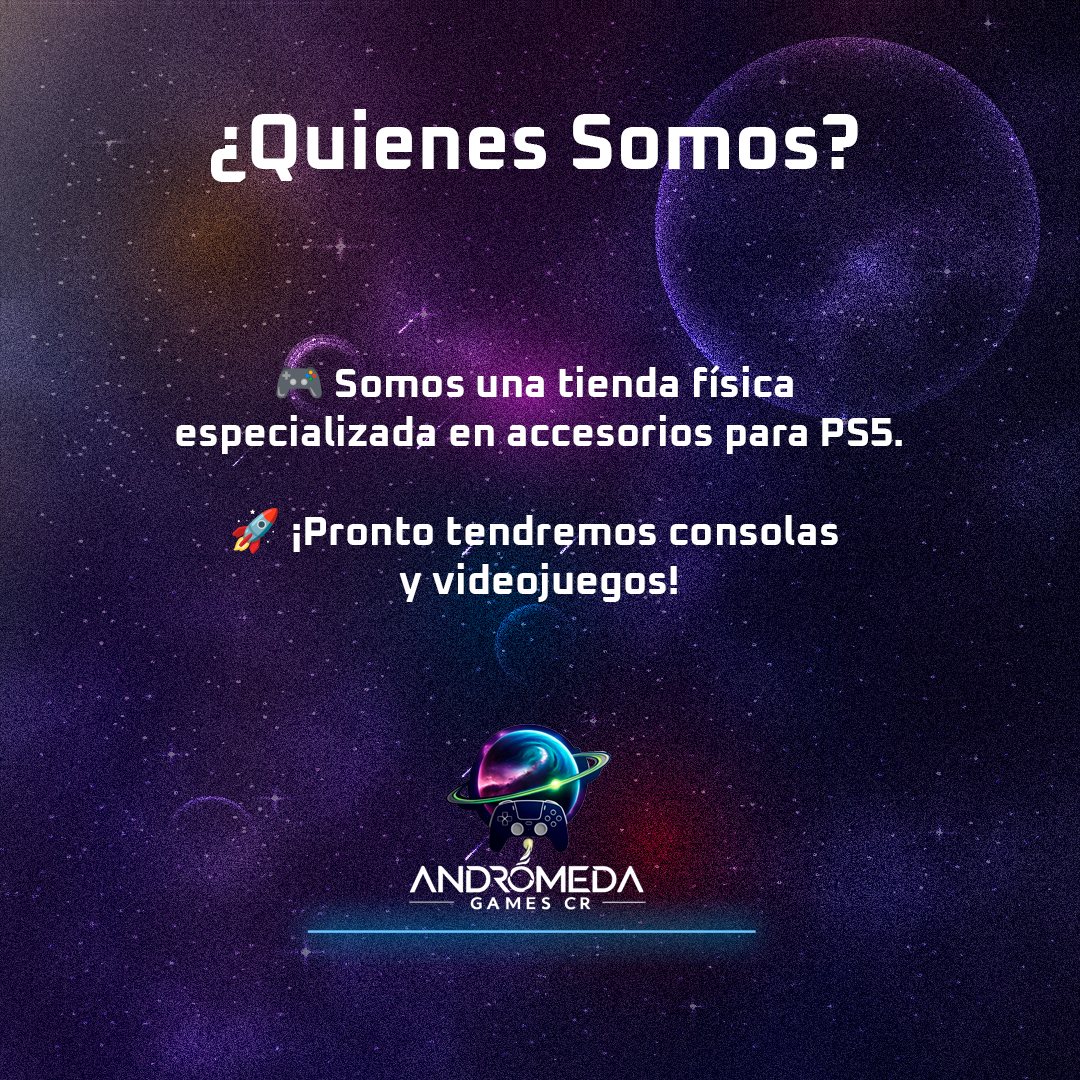 ¿Quienes Somos?
🎮 Somos una tienda física
especializada en accesorios para PS5.
🚀 ¡Pronto tendremos consolas
y videojuegos!
ANDRÓMEDA
GAMES CR